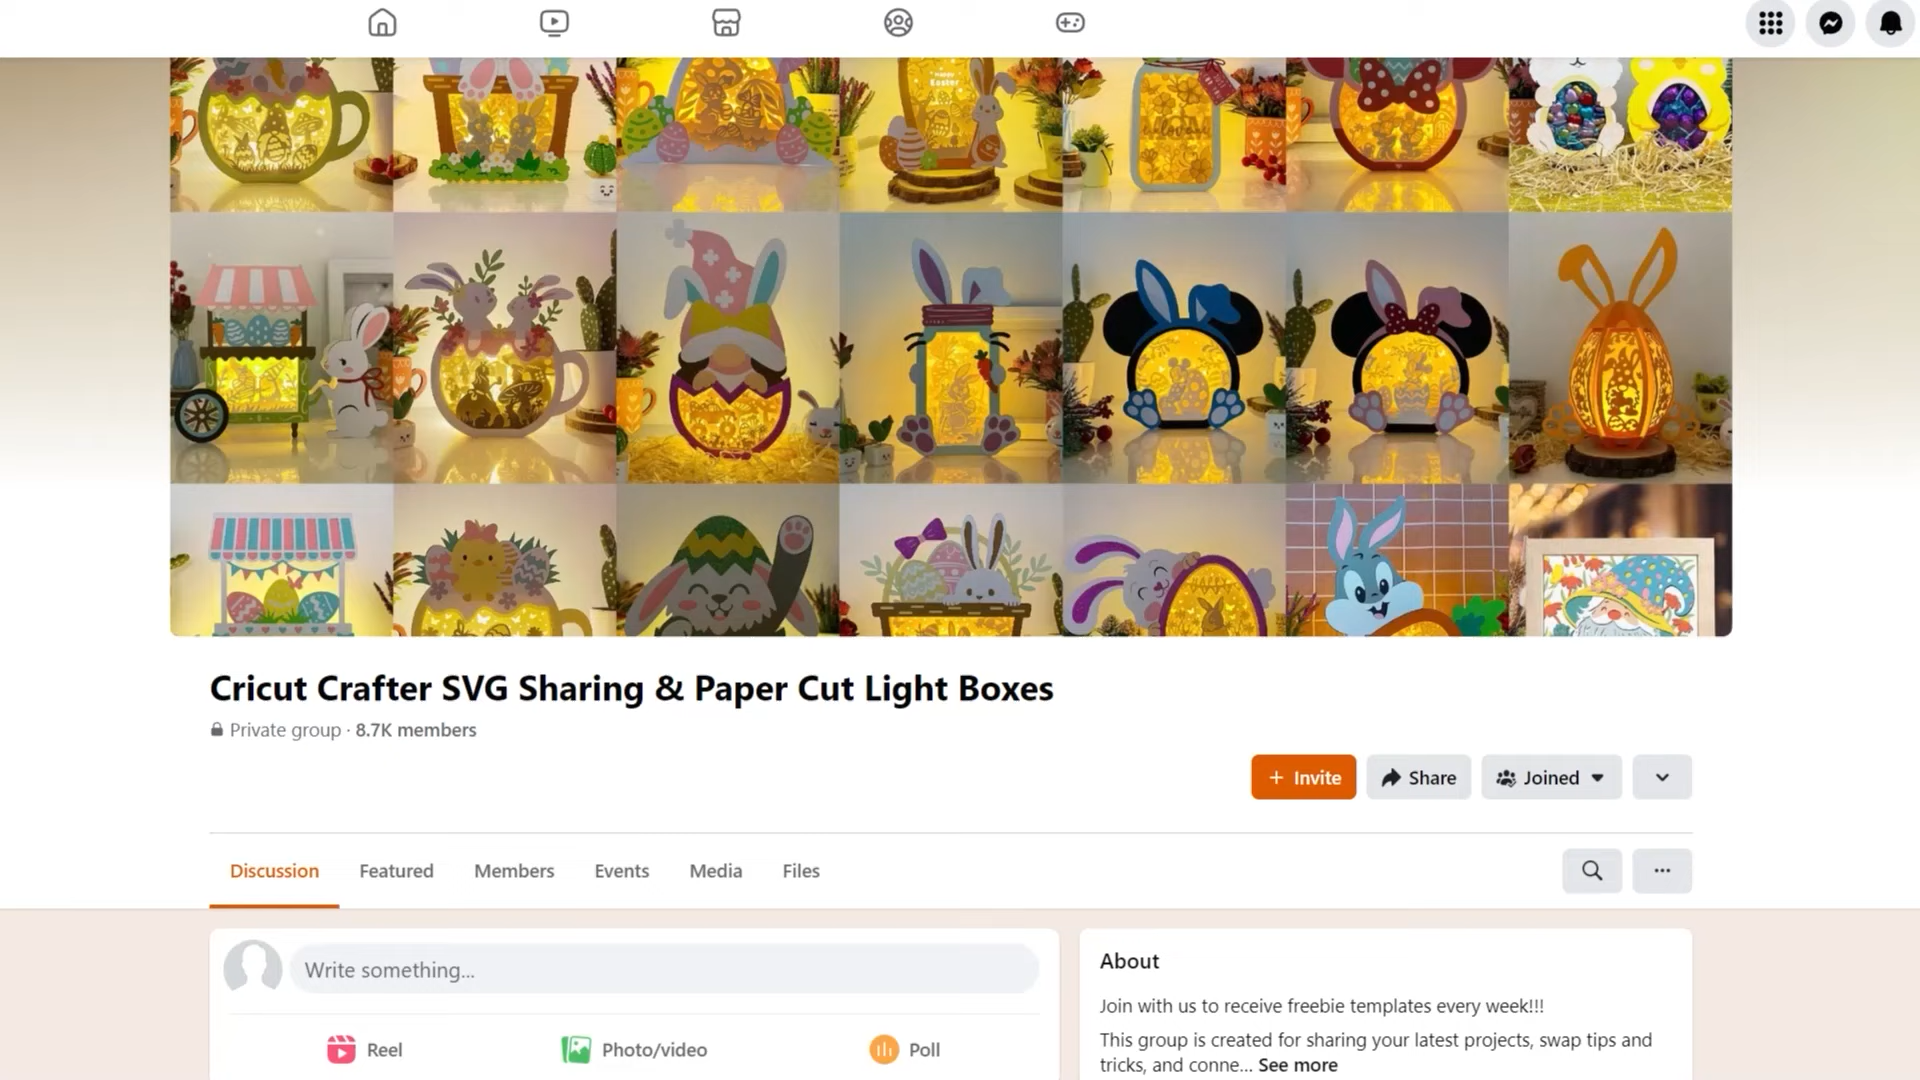 Happy
Easter
Cricut Crafter SVG Sharing & Paper Cut Light Boxes
Private group · 8.7K members
+ Invite
Share
Joined
Discussion
Featured
Members
Events
Media
Files
Write something...
Reel
Photo/video
Poll
About
Join with us to receive freebie templates every week!!!
This group is created for sharing your latest projects, swap tips and
tricks, and conne... See more